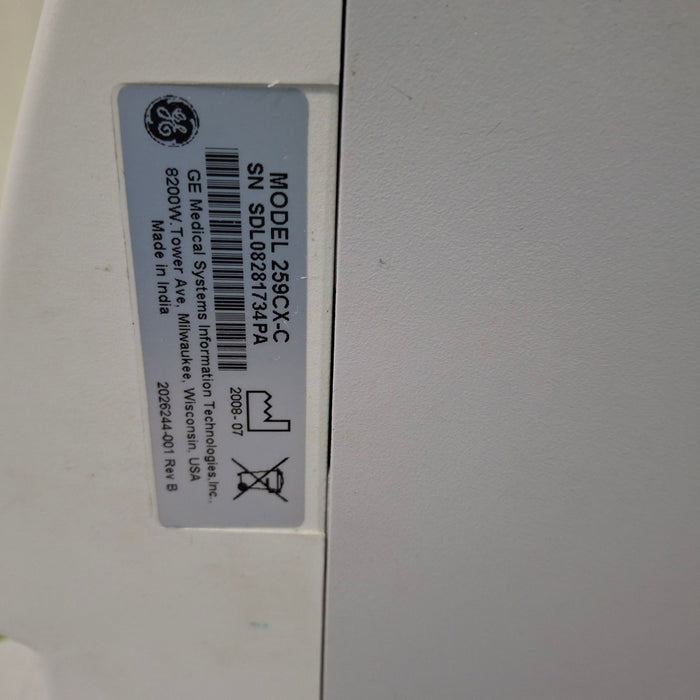 GE
MODEL 259CX-C
SN SDL08281734PA
GE Medical Systems Information Technologies,Inc.,
8200W.Tower Ave, Milwaukee, Wisconsin, USA
Made in India
2008-07
2026244-001 Rev B